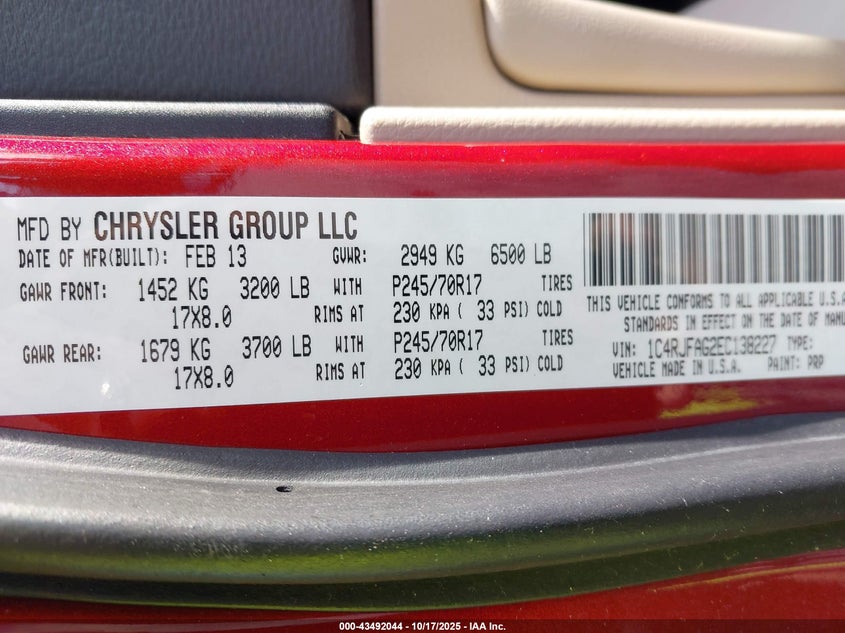 MFD BY CHRYSLER GROUP LLC
DATE OF MFR(BUILT): FEB 13 GVWR: 2949 KG 6500 LB
GAWR FRONT: 1452 KG 3200 LB WITH P245/70R17 TIRES
17X8.0 RIMS AT 230 KPA ( 33 PSI) COLD
GAWR REAR: 1679 KG 3700 LB WITH P245/70R17 TIRES
17X8.0 RIMS AT 230 KPA ( 33 PSI) COLD
THIS VEHICLE CONFORMS TO ALL APPLICABLE U.S.A.
STANDARDS IN EFFECT ON THE DATE OF MANU
VIN: 1C4RJFAG2EC138227 TYPE:
VEHICLE MADE IN U.S.A. PAINT: PRP
000-43492044 / 10/17/2025 - IAA Inc.